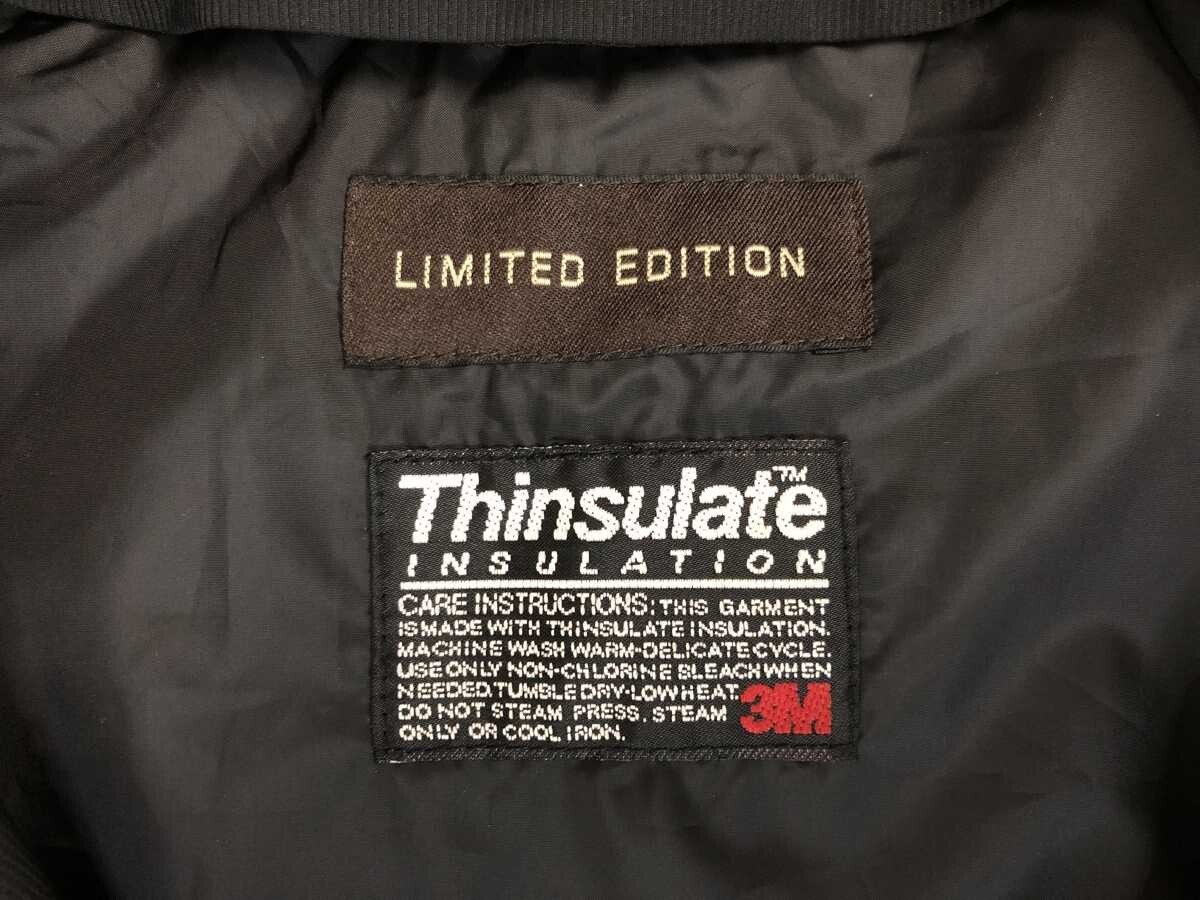 LIMITED EDITION
Thinsulate™
INSULATION
CARE INSTRUCTIONS: THIS GARMENT
IS MADE WITH THINSULATE INSULATION.
MACHINE WASH WARM-DELICATE CYCLE.
USE ONLY NON-CHLORINE BLEACH WHEN
NEEDED. TUMBLE DRY-LOW HEAT.
DO NOT STEAM PRESS. STEAM
ONLY OR COOL IRON.
3M